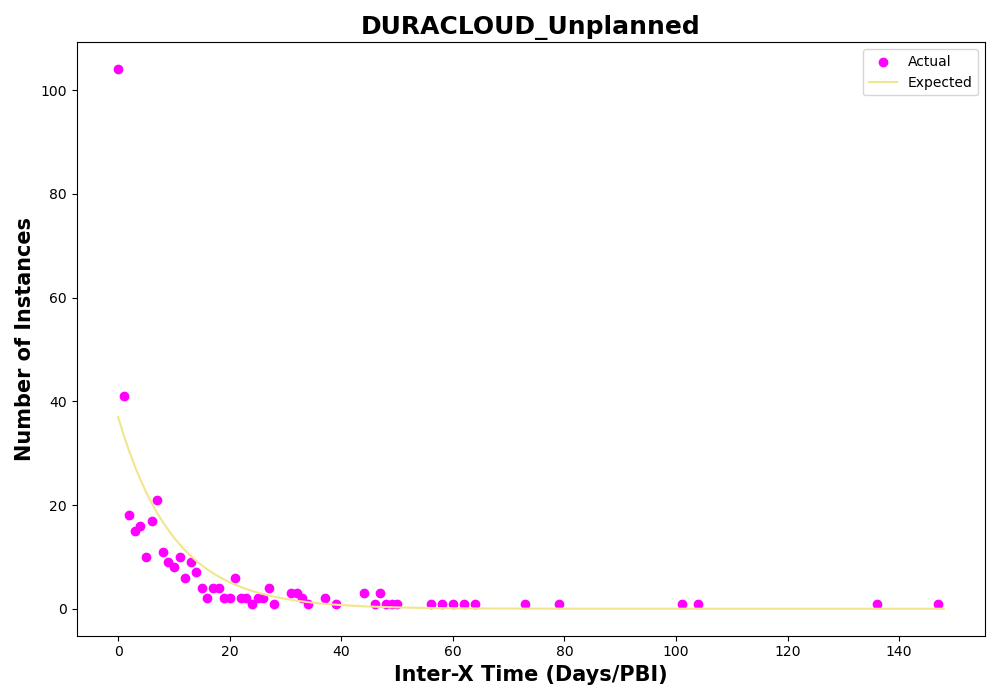 DURACLOUD_Unplanned
Actual
Expected
Number of Instances
100
80
60
40
20
0
0 20 40 60 80 100 120 140
Inter-X Time (Days/PBI)